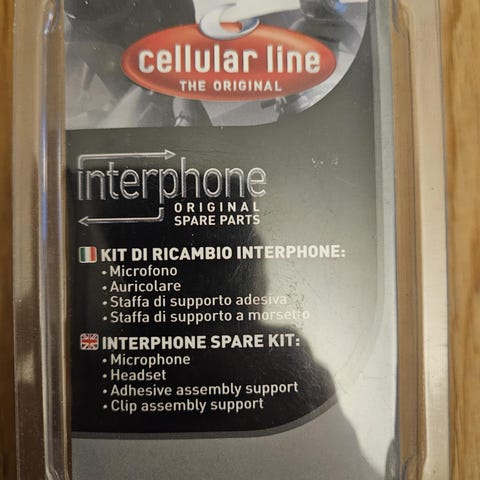 cellular line
THE ORIGINAL
interphone
ORIGINAL
SPARE PARTS
KIT DI RICAMBIO INTERPHONE:
• Microfono
• Auricolare
• Staffa di supporto adesiva
• Staffa di supporto a morsetto
INTERPHONE SPARE KIT:
• Microphone
• Headset
• Adhesive assembly support
• Clip assembly support